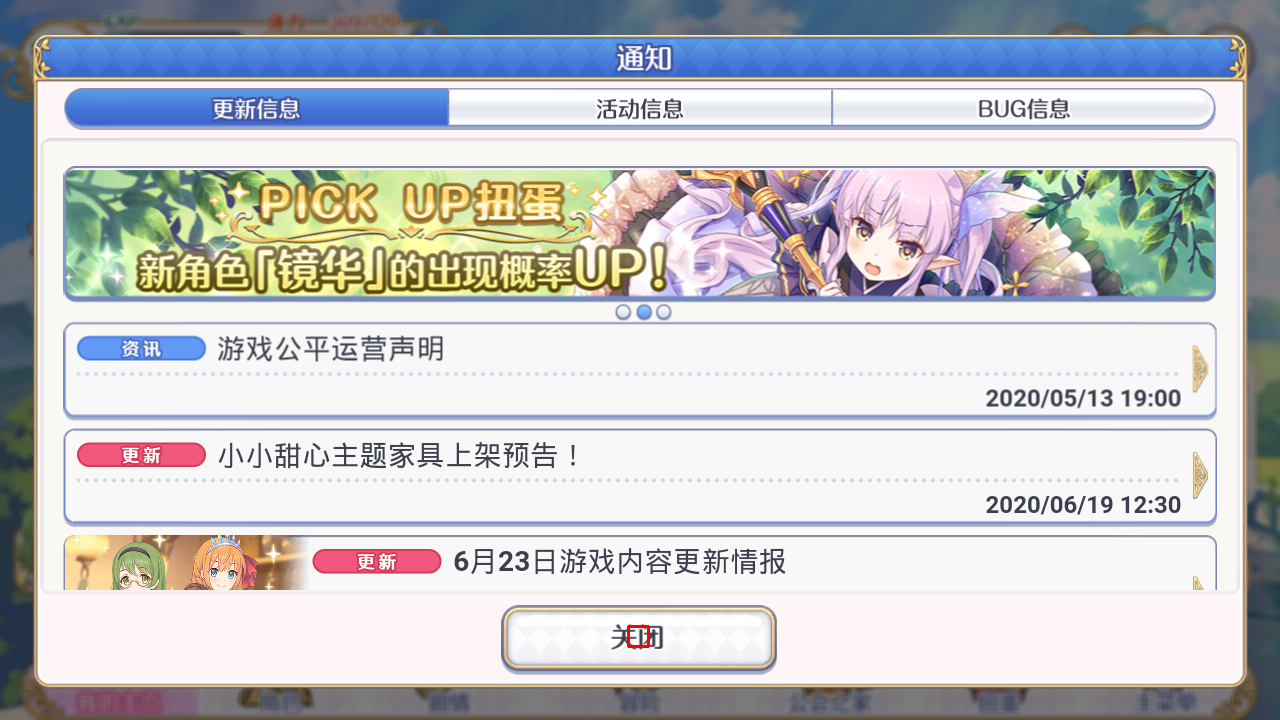 通知
更新信息
活动信息
BUG信息
PICK UP扭蛋
新角色「镜华」的出现概率UP!
资讯
游戏公平运营声明
2020/05/13 19:00
更新
小小甜心主题家具上架预告！
2020/06/19 12:30
更新
6月23日游戏内容更新情报
关闭